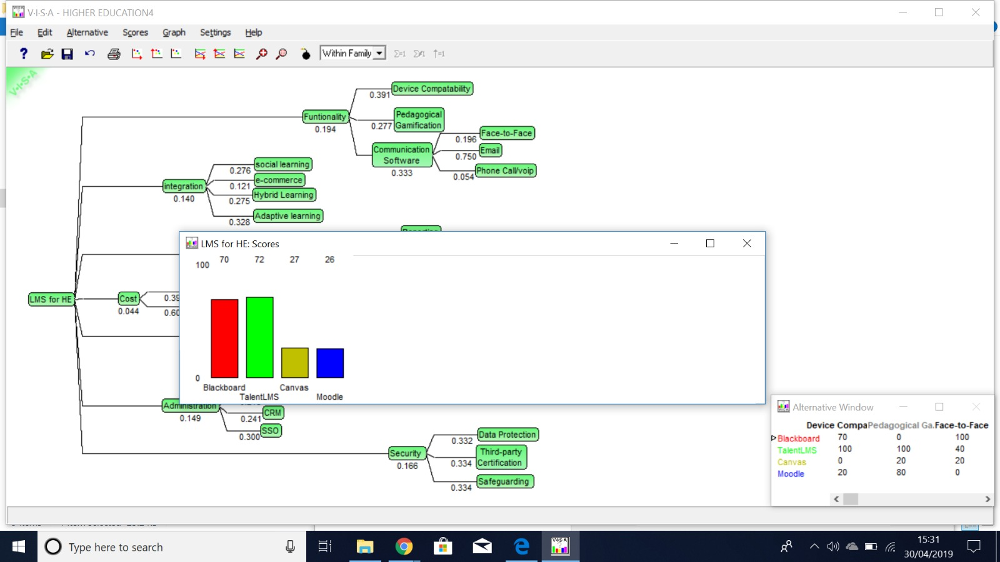 V·I·S·A - HIGHER EDUCATION4
File Edit Alternative Scores Graph Settings Help
Within Family Σ=1 Σ≠1 ↑=1
V·I·S·A
Device Compatability
0.391
Funtionality
0.194
Pedagogical
Gamification
0.277
Communication
Software
0.333
Face-to-Face
0.196
Email
0.750
Phone Call/voip
0.054
integration
0.140
social learning
0.276
e-commerce
0.121
Hybrid Learning
0.275
Adaptive learning
0.328
LMS for HE
Cost
0.044
0.39
0.60
LMS for HE: Scores
70 72 27 26
100
0
Blackboard
TalentLMS
Canvas
Moodle
Administration
0.149
CRM
0.241
SSO
0.300
Security
0.166
Data Protection
0.332
Third-party
Certification
0.334
Safeguarding
0.334
Alternative Window
Device Compa Pedagogical Ga. Face-to-Face
Blackboard 70 0 100
TalentLMS 100 100 40
Canvas 0 20 20
Moodle 20 80 0
Type here to search
V·I·S·A
15:31
30/04/2019